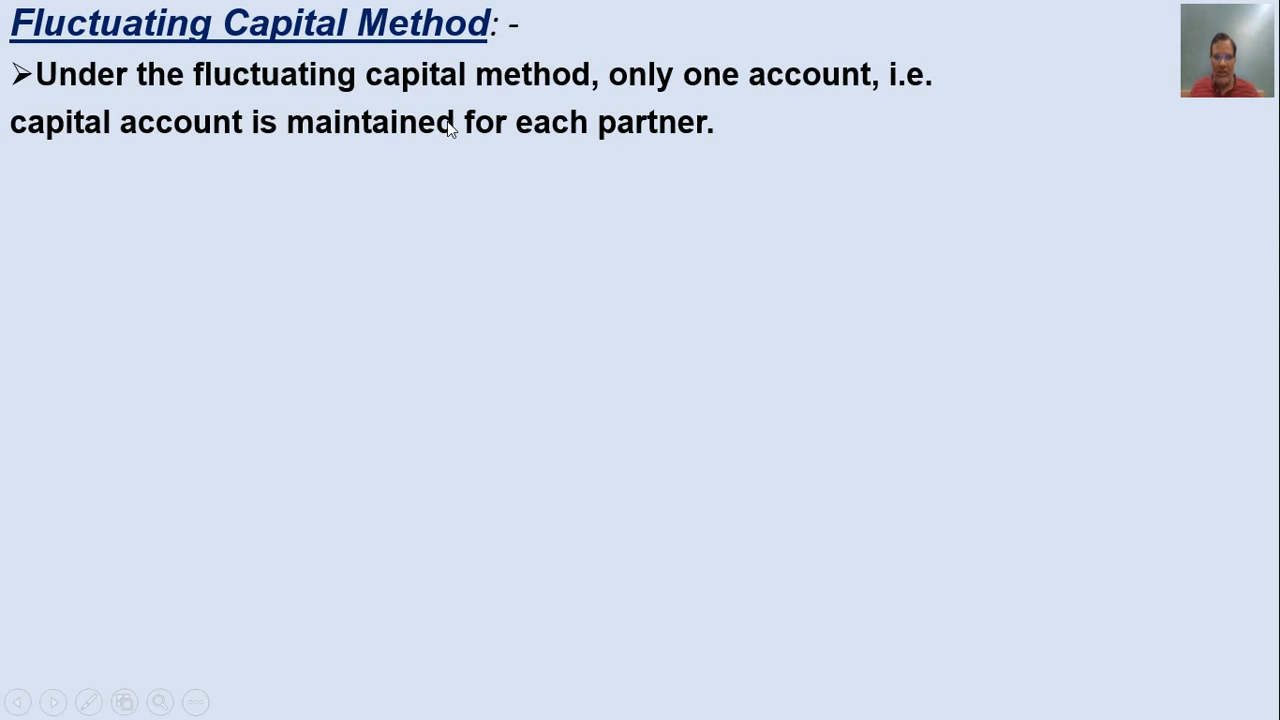 Fluctuating Capital Method: -
➢Under the fluctuating capital method, only one account, i.e.
capital account is maintained for each partner.